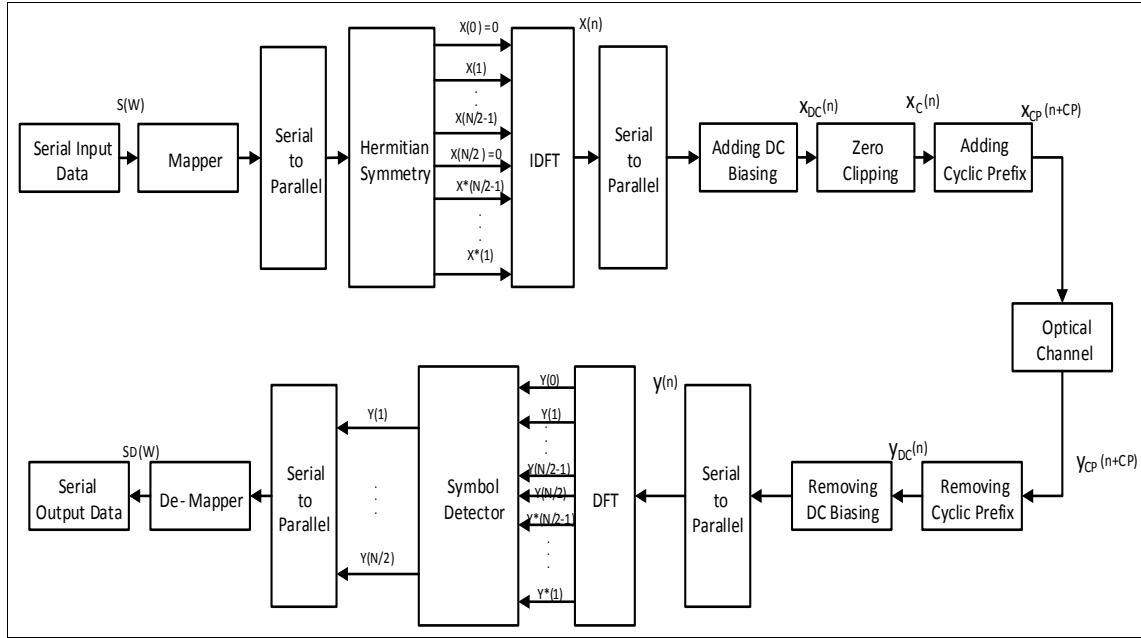 S(W)
Serial Input
Data
Mapper
Serial
to
Parallel
Hermitian
Symmetry
X(0) =0
X(1)
X(N/2-1)
X(N/2 ) =0
X*(N/2-1)
X*(1)
IDFT
X(n)
Serial
to
Parallel
Adding DC
Biasing
XDC(n)
Zero
Clipping
XC(n)
Adding
Cyclic Prefix
XCP(n+CP)
Optical
Channel
yCP (n+CP)
Removing
Cyclic Prefix
yDC(n)
Removing
DC Biasing
Serial
to
Parallel
y(n)
DFT
Y(0)
Y(1)
Y(N/2-1)
Y(N/2)
Y*(N/2-1)
Y*(1)
Symbol
Detector
Y(1)
Y(N/2)
Serial
to
Parallel
De- Mapper
SD(W)
Serial
Output Data